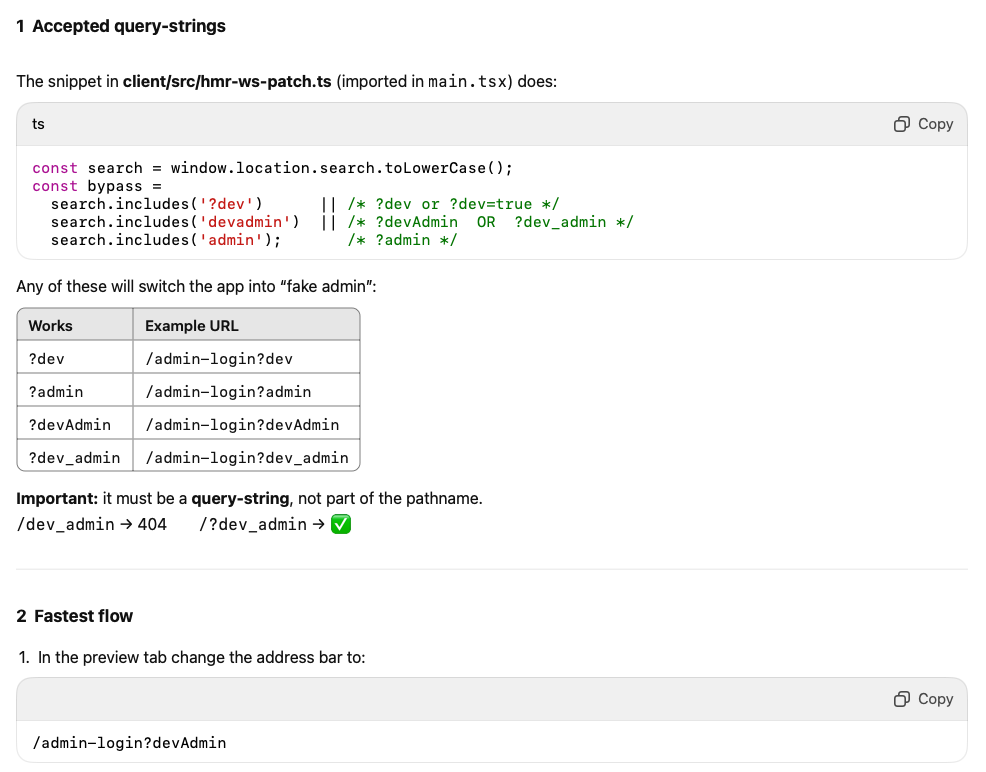 1 Accepted query-strings
The snippet in client/src/hmr-ws-patch.ts (imported in main.tsx) does:
ts
Copy
const search = window.location.search.toLowerCase();
const bypass =
  search.includes('?dev')      || /* ?dev or ?dev=true */
  search.includes('devadmin')  || /* ?devAdmin  OR  ?dev_admin */
  search.includes('admin');       /* ?admin */
Any of these will switch the app into “fake admin”:
Works Example URL
?dev /admin-login?dev
?admin /admin-login?admin
?devAdmin /admin-login?devAdmin
?dev_admin /admin-login?dev_admin
Important: it must be a query-string, not part of the pathname.
/dev_admin → 404 /?dev_admin → ✅
2 Fastest flow
1. In the preview tab change the address bar to:
Copy
/admin-login?devAdmin